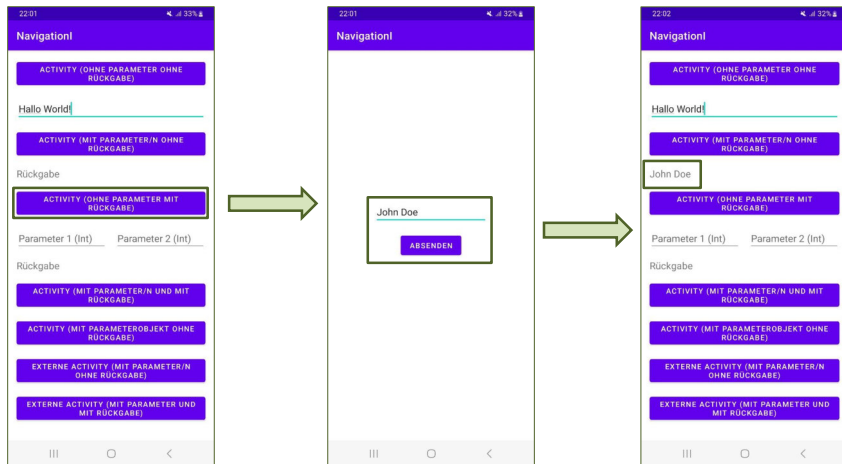 22:01
33%
NavigationI
ACTIVITY (OHNE PARAMETER OHNE
RÜCKGABE)
Hallo World!
ACTIVITY (MIT PARAMETER/N OHNE
RÜCKGABE)
Rückgabe
ACTIVITY (OHNE PARAMETER MIT
RÜCKGABE)
Parameter 1 (Int)
Parameter 2 (Int)
Rückgabe
ACTIVITY (MIT PARAMETER/N UND MIT
RÜCKGABE)
ACTIVITY (MIT PARAMETEROBJEKT OHNE
RÜCKGABE)
EXTERNE ACTIVITY (MIT PARAMETER/N
OHNE RÜCKGABE)
EXTERNE ACTIVITY (MIT PARAMETER UND
MIT RÜCKGABE)
22:01
32%
NavigationI
John Doe
ABSENDEN
22:02
32%
NavigationI
ACTIVITY (OHNE PARAMETER OHNE
RÜCKGABE)
Hallo World!
ACTIVITY (MIT PARAMETER/N OHNE
RÜCKGABE)
John Doe
ACTIVITY (OHNE PARAMETER MIT
RÜCKGABE)
Parameter 1 (Int)
Parameter 2 (Int)
Rückgabe
ACTIVITY (MIT PARAMETER/N UND MIT
RÜCKGABE)
ACTIVITY (MIT PARAMETEROBJEKT OHNE
RÜCKGABE)
EXTERNE ACTIVITY (MIT PARAMETER/N
OHNE RÜCKGABE)
EXTERNE ACTIVITY (MIT PARAMETER UND
MIT RÜCKGABE)